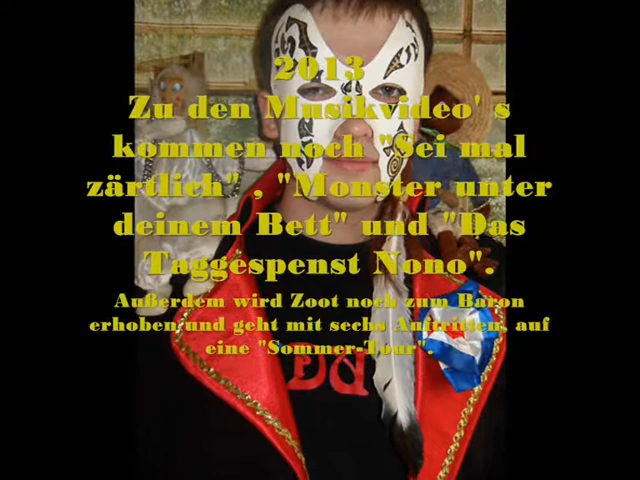 2013
Zu den Musikvideo' s
kommen noch "Sei mal
zärtlich" , "Monster unter
deinem Bett" und "Das
Taggespenst Nono".
Außerdem wird Zoot noch zum Baron
erhoben und geht mit sechs Auftritten, auf
eine "Sommer-Tour".